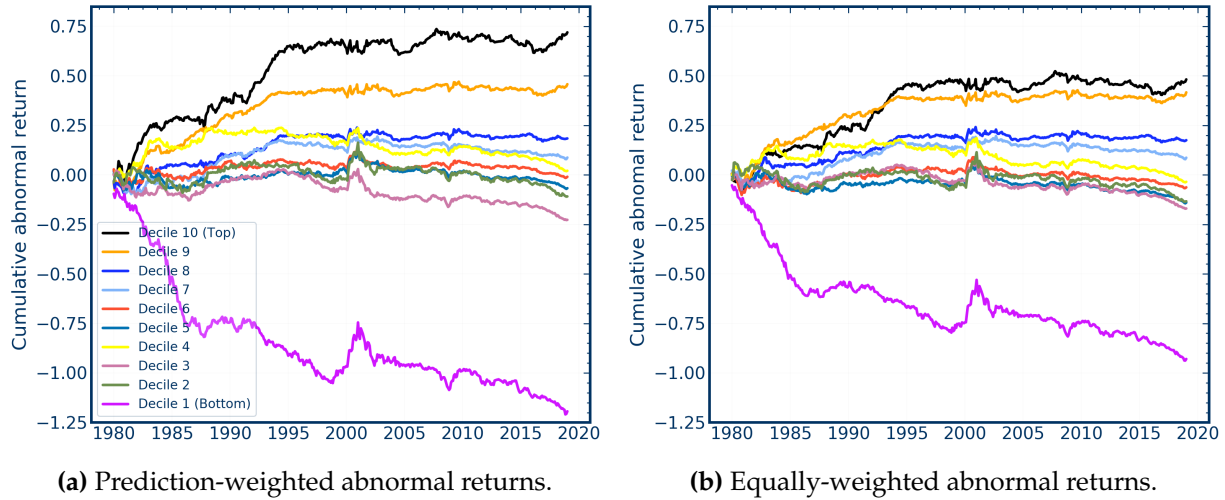 Cumulative abnormal return
0.75
0.50
0.25
0.00
−0.25
−0.50
−0.75
−1.00
−1.25
Decile 10 (Top)
Decile 9
Decile 8
Decile 7
Decile 6
Decile 5
Decile 4
Decile 3
Decile 2
Decile 1 (Bottom)
1980 1985 1990 1995 2000 2005 2010 2015 2020
(a) Prediction-weighted abnormal returns.
Cumulative abnormal return
0.75
0.50
0.25
0.00
−0.25
−0.50
−0.75
−1.00
−1.25
1980 1985 1990 1995 2000 2005 2010 2015 2020
(b) Equally-weighted abnormal returns.